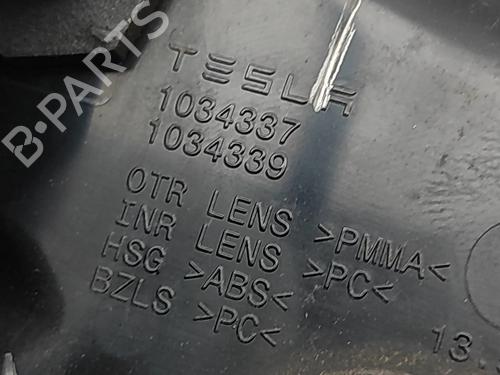 B-PARTS
TESLA
1034337
1034339
OTR LENS >PMMA<
INR LENS >PC<
HSG >ABS<
BZLS >PC<
13.